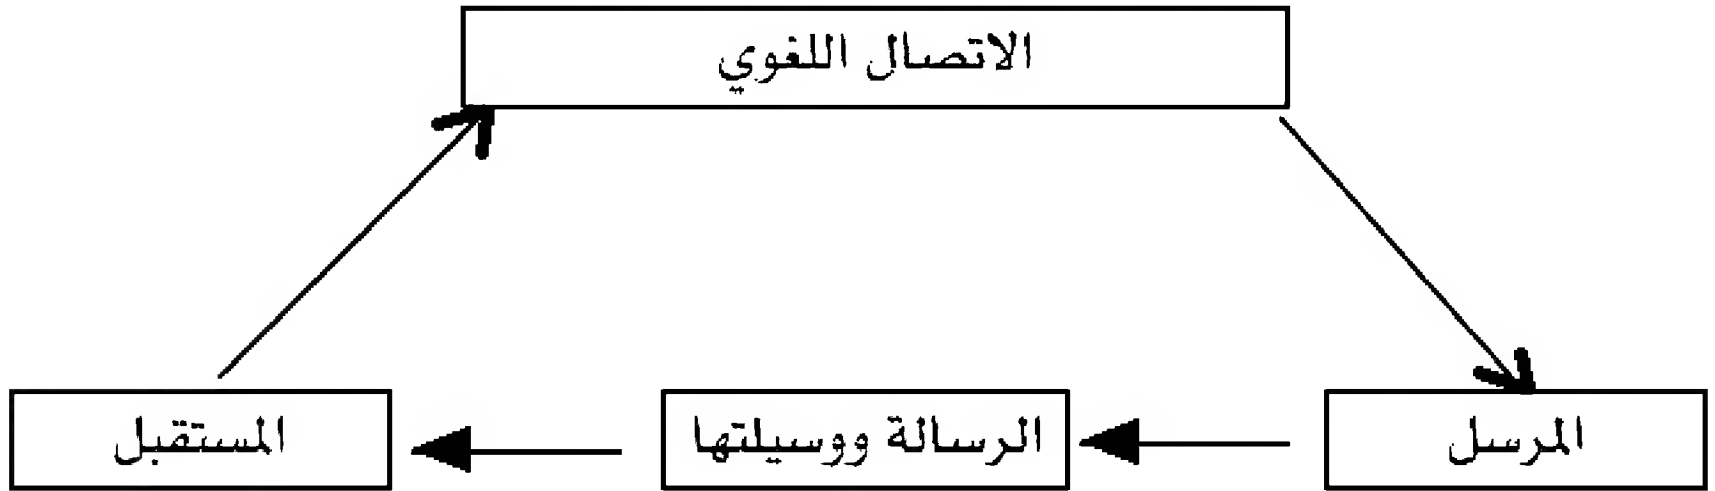 الاتصال اللغوي
المرسل
الرسالة ووسيلتها
المستقبل